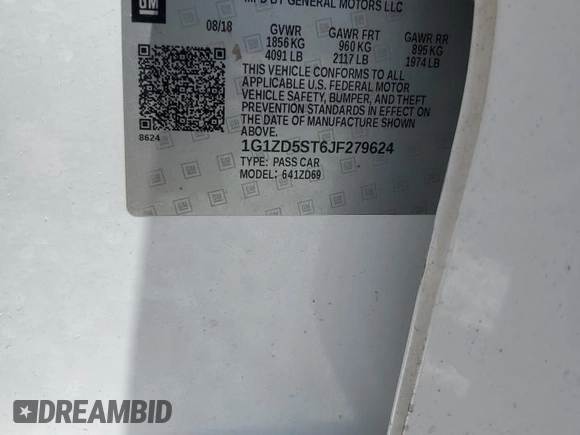 GM
MFD BY GENERAL MOTORS LLC
08/18 GVWR GAWR FRT GAWR RR
1856 KG 960 KG 895 KG
4091 LB 2117 LB 1974 LB
THIS VEHICLE CONFORMS TO ALL
APPLICABLE U.S. FEDERAL MOTOR
VEHICLE SAFETY, BUMPER, AND THEFT
PREVENTION STANDARDS IN EFFECT ON
THE DATE OF MANUFACTURE SHOWN
ABOVE.
8624
1G1ZD5ST6JF279624
TYPE: PASS CAR
MODEL: 641ZD69
DREAMBID